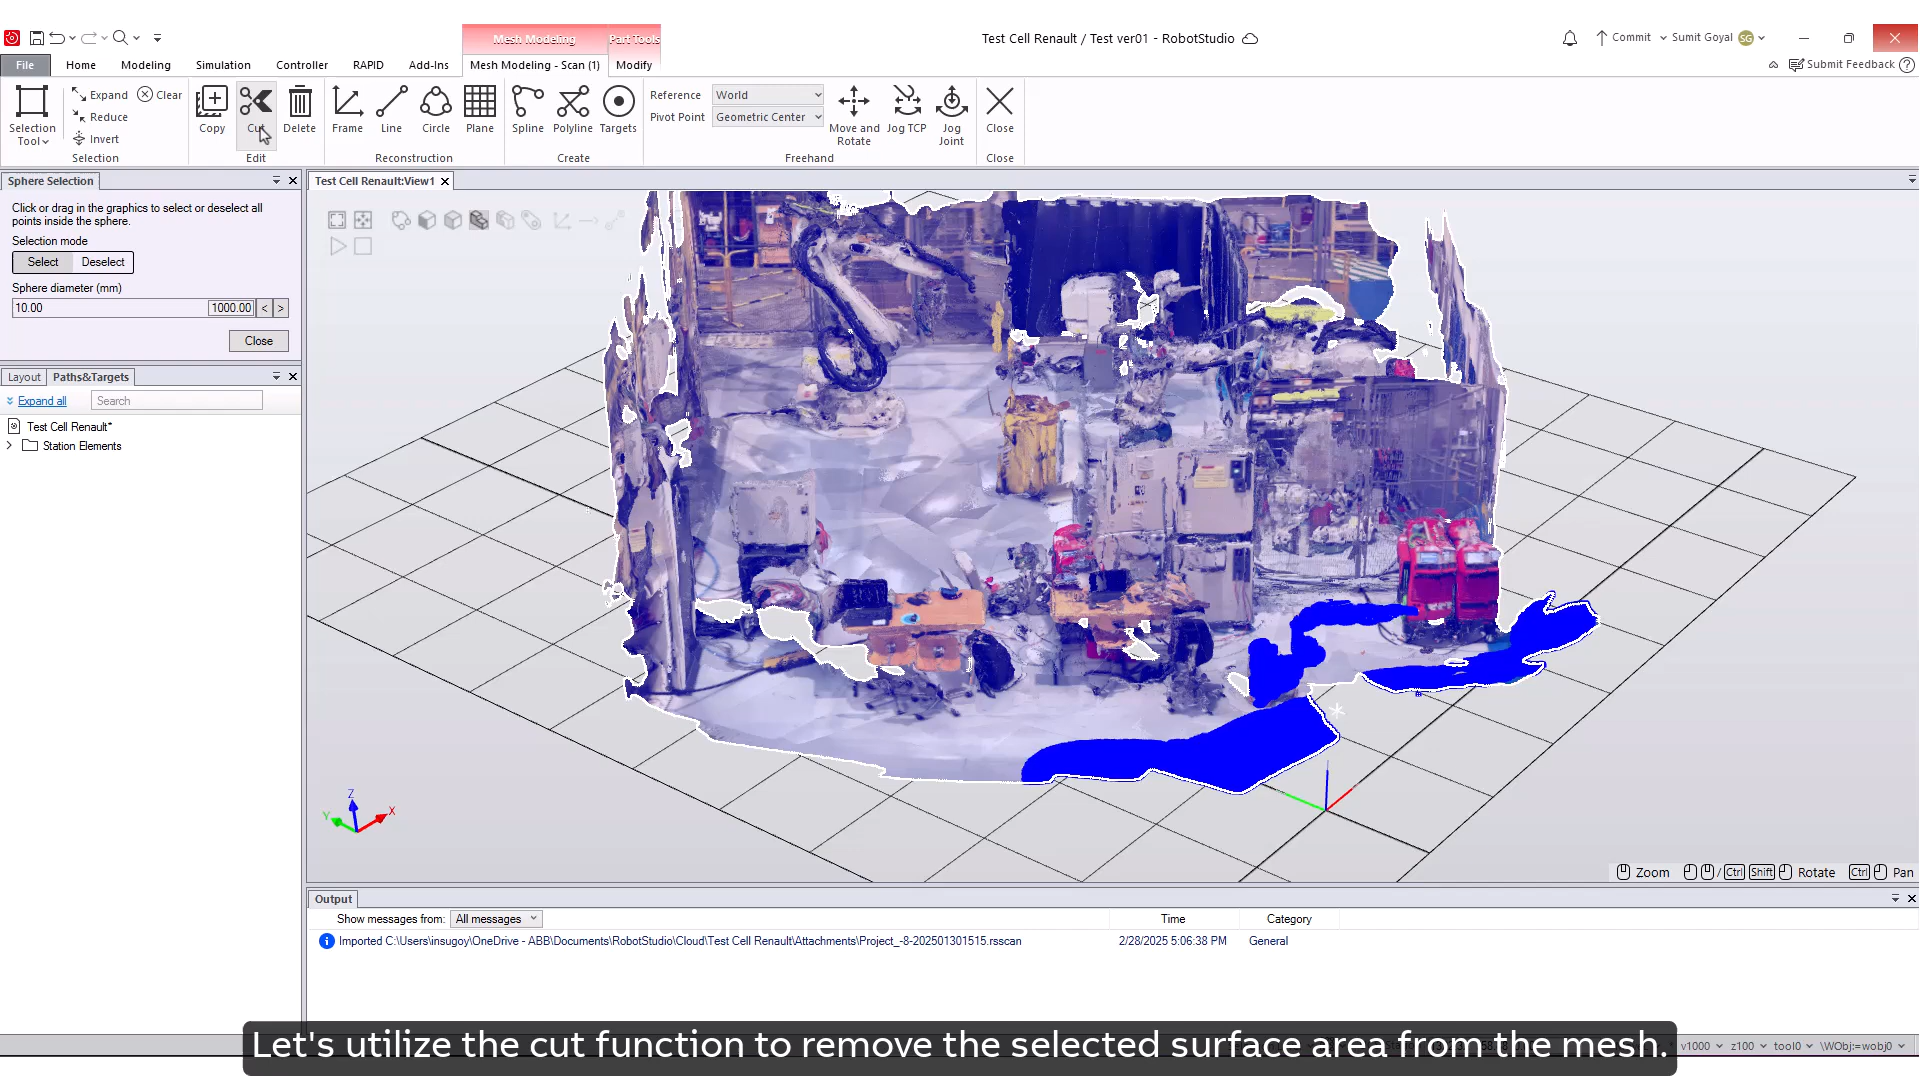 Mesh Modeling
Part Tools
Test Cell Renault / Test ver01 - RobotStudio
Commit
Sumit Goyal
SG
File
Home
Modeling
Simulation
Controller
RAPID
Add-Ins
Mesh Modeling - Scan (1)
Modify
Submit Feedback
Selection
Tool
Expand
Reduce
Invert
Clear
Selection
Copy
Cut
Delete
Edit
Frame
Line
Circle
Plane
Reconstruction
Spline
Polyline
Targets
Create
Reference
World
Pivot Point
Geometric Center
Move and
Rotate
Jog TCP
Jog
Joint
Freehand
Close
Close
Sphere Selection
Click or drag in the graphics to select or deselect all
points inside the sphere.
Selection mode
Select
Deselect
Sphere diameter (mm)
10.00
1000.00
<
>
Close
Layout
Paths&Targets
Expand all
Search
Test Cell Renault*
Station Elements
Test Cell Renault:View1
Z
Y
X
Zoom
/ Ctrl Shift
Rotate
Ctrl
Pan
Output
Show messages from:
All messages
Time
Category
Imported C:\Users\insugoy\OneDrive - ABB\Documents\RobotStudio\Cloud\Test Cell Renault\Attachments\Project_-8-202501301515.rsscan
2/28/2025 5:06:38 PM
General
Let's utilize the cut function to remove the selected surface area from the mesh.
v1000
z100
tool0
\WObj:=wobj0